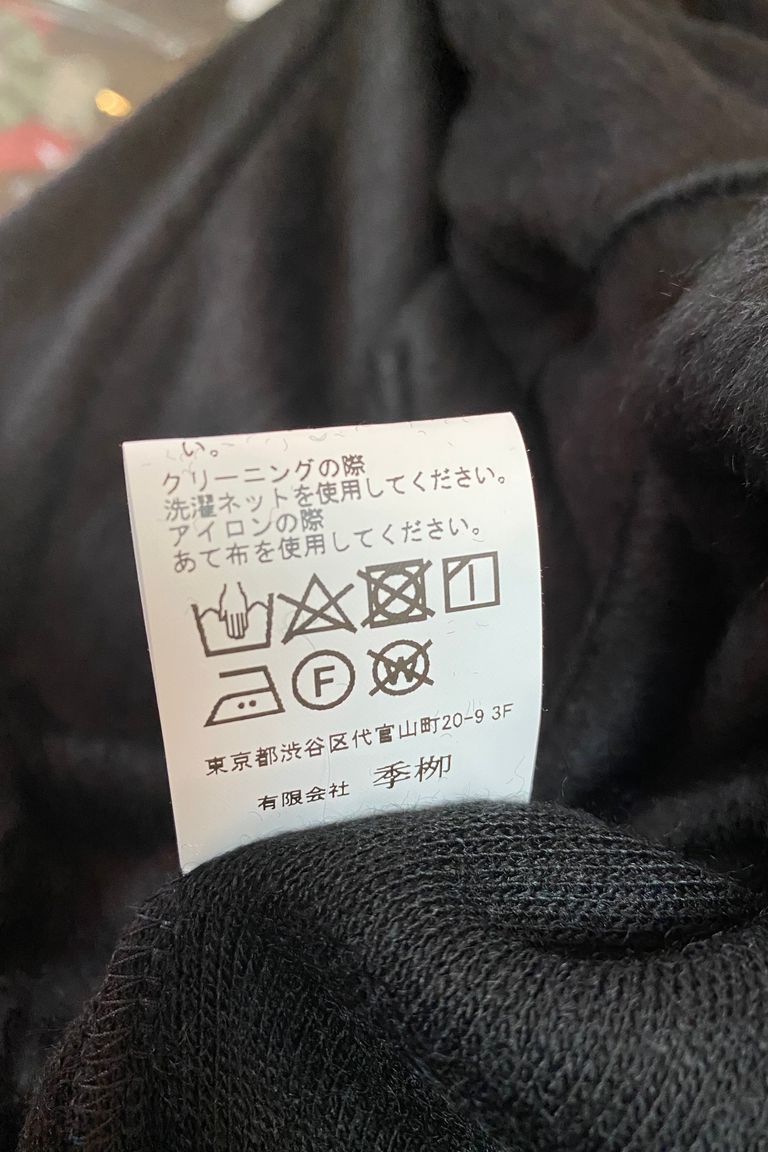 い。
クリーニングの際
洗濯ネットを使用してください。
アイロンの際
あて布を使用してください。
F W
東京都渋谷区代官山町20-9 3F
有限会社 季栁